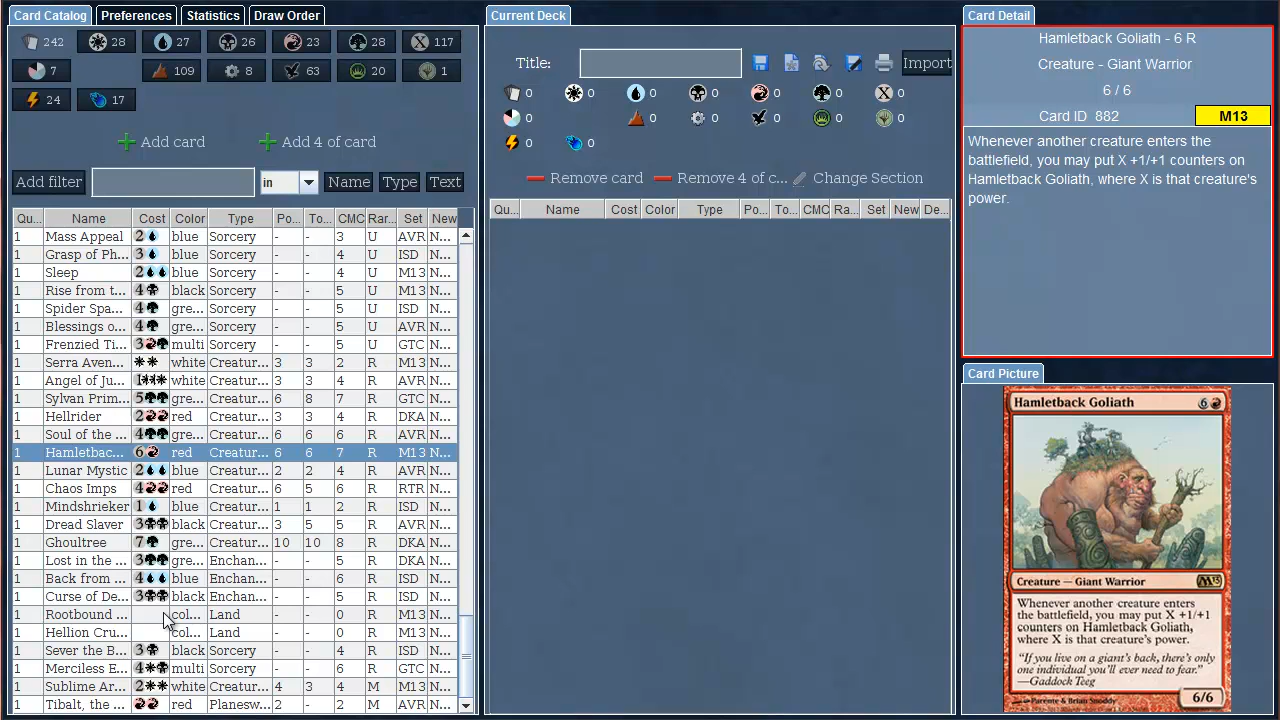 Card Catalog Preferences Statistics Draw Order
242 28 27 26 23 28 117
7 109 8 63 20 1
24 17
Add card Add 4 of card
Add filter in Name Type Text
Qu... Name Cost Color Type Po... To... CMC Rar... Set New
1 Mass Appeal 2 blue Sorcery - - 3 U AVR N...
1 Grasp of Ph... 3 blue Sorcery - - 4 U ISD N...
1 Sleep 2 blue Sorcery - - 4 U M13 N...
1 Rise from t... 4 black Sorcery - - 5 U M13 N...
1 Spider Spa... 4 gre... Sorcery - - 5 U ISD N...
1 Blessings o... 4 gre... Sorcery - - 5 U AVR N...
1 Frenzied Ti... 3 multi Sorcery - - 5 U GTC N...
1 Serra Aven... white Creatur... 3 3 2 R M13 N...
1 Angel of Ju... 1 white Creatur... 3 3 4 R AVR N...
1 Sylvan Prim... 5 gre... Creatur... 6 8 7 R GTC N...
1 Hellrider 2 red Creatur... 3 3 4 R DKA N...
1 Soul of the ... 4 gre... Creatur... 6 6 6 R AVR N...
1 Hamletbac... 6 red Creatur... 6 6 7 R M13 N...
1 Lunar Mystic 2 blue Creatur... 2 2 4 R AVR N...
1 Chaos Imps 4 red Creatur... 6 5 6 R RTR N...
1 Mindshrieker 1 blue Creatur... 1 1 2 R ISD N...
1 Dread Slaver 3 black Creatur... 3 5 5 R AVR N...
1 Ghoultree 7 gre... Creatur... 10 10 8 R DKA N...
1 Lost in the ... 3 gre... Enchan... - - 5 R DKA N...
1 Back from ... 4 blue Enchan... - - 6 R ISD N...
1 Curse of De... 3 black Enchan... - - 5 R ISD N...
1 Rootbound ... col... Land - - 0 R M13 N...
1 Hellion Cru... col... Land - - 0 R M13 N...
1 Sever the B... 3 black Sorcery - - 4 R ISD N...
1 Merciless E... 4 multi Sorcery - - 6 R GTC N...
1 Sublime Ar... 2 white Creatur... 4 3 4 M M13 N...
1 Tibalt, the ... red Planesw... 2 - 2 M AVR N...
Current Deck
Title: Import
0 0 0 0 0 0 0
0 0 0 0 0 0
0 0
Remove card Remove 4 of c... Change Section
Qu... Name Cost Color Type Po... To... CMC Ra... Set New De...
Card Detail
Hamletback Goliath - 6 R
Creature - Giant Warrior
6 / 6
Card ID 882 M13
Whenever another creature enters the
battlefield, you may put X +1/+1 counters on
Hamletback Goliath, where X is that creature's
power.
Card Picture
Hamletback Goliath 6
Creature — Giant Warrior M13
Whenever another creature enters
the battlefield, you may put X +1/+1
counters on Hamletback Goliath,
where X is that creature's power.
"If you live on a giant's back, there's only
one individual you'll ever need to fear."
—Gaddock Teeg
Parente & Brian Snoddy
6/6